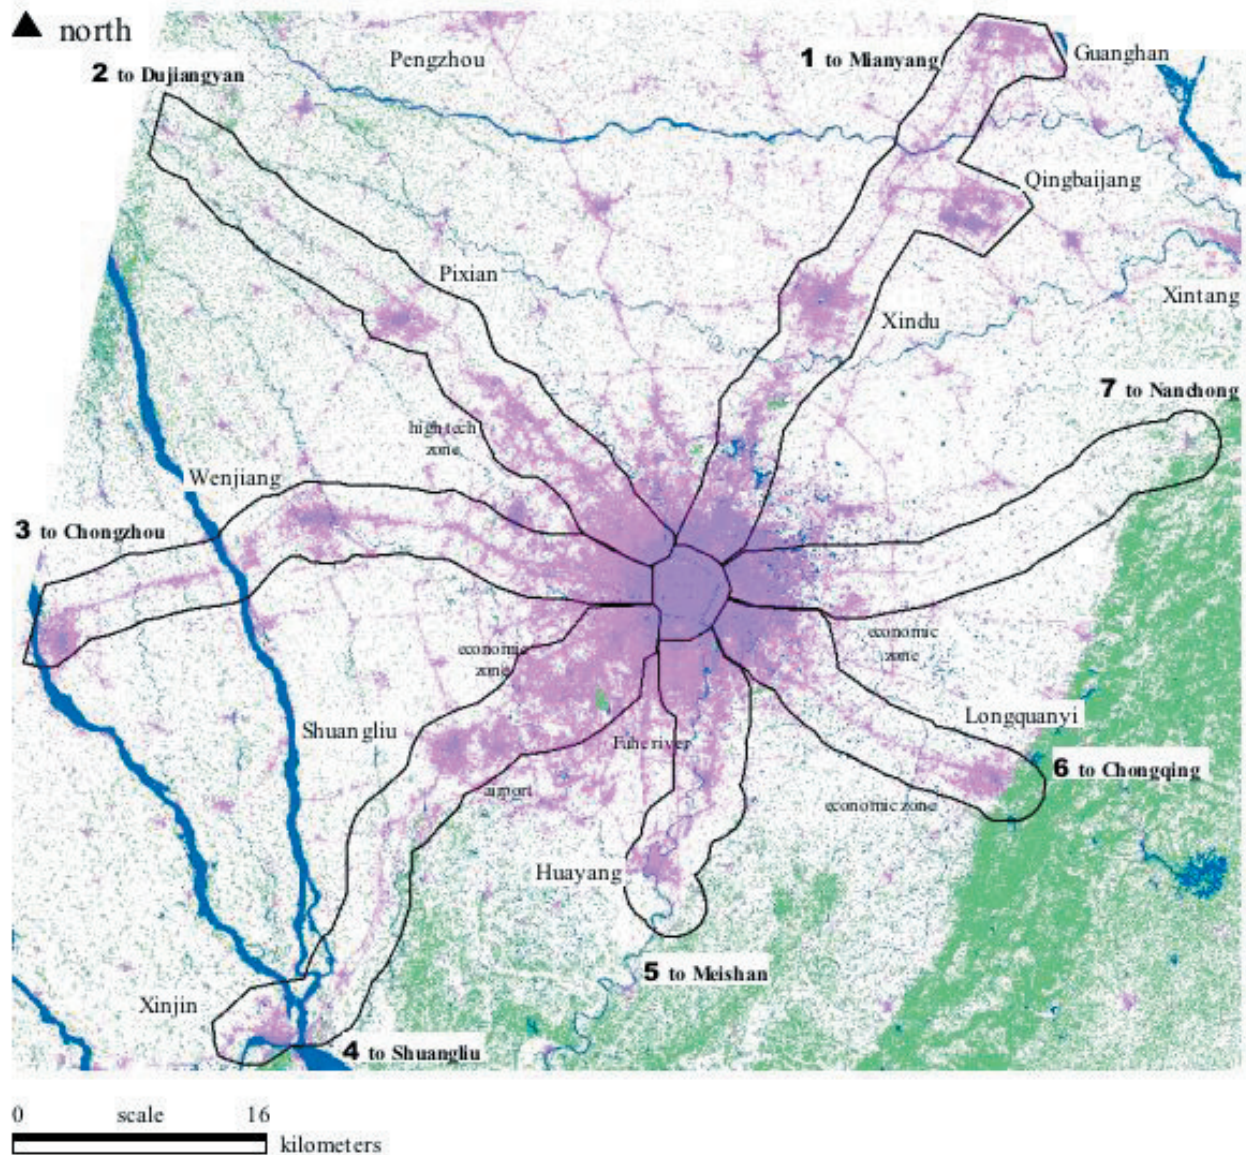 north
Pengzhou
1 to Mianyang
Guanghan
2 to Dujiangyan
Qingbaijang
Pixian
Xintang
Xindu
7 to Nanchong
high tech
zone
Wenjiang
3 to Chongzhou
economic
zone
economic
zone
Shuangliu
Fuhe river
Longquanyi
6 to Chongqing
airport
economic zone
Huayang
5 to Meishan
Xinjin
4 to Shuangliu
0 scale 16
kilometers